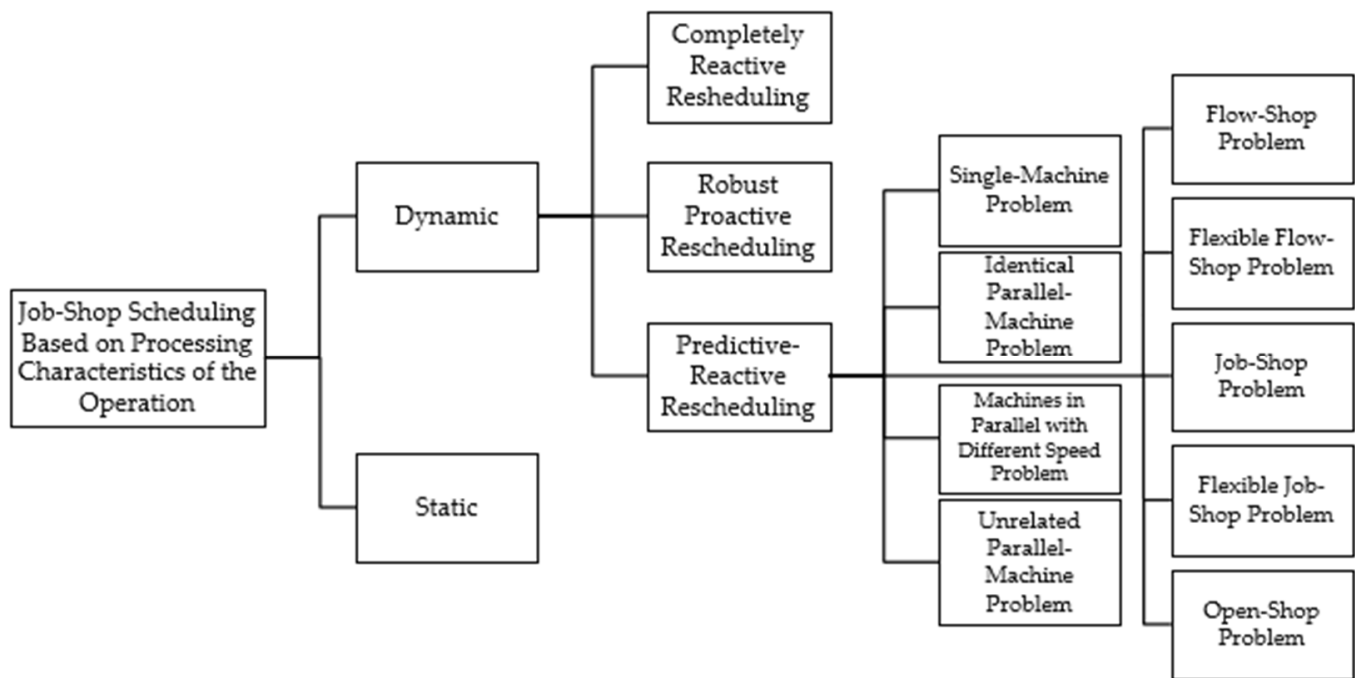 Job-Shop Scheduling
Based on Processing
Characteristics of the
Operation
Dynamic
Static
Completely
Reactive
Resheduling
Robust
Proactive
Rescheduling
Predictive-
Reactive
Rescheduling
Single-Machine
Problem
Identical
Parallel-
Machine
Problem
Machines in
Parallel with
Different Speed
Problem
Unrelated
Parallel-
Machine
Problem
Flow-Shop
Problem
Flexible Flow-
Shop Problem
Job-Shop
Problem
Flexible Job-
Shop Problem
Open-Shop
Problem